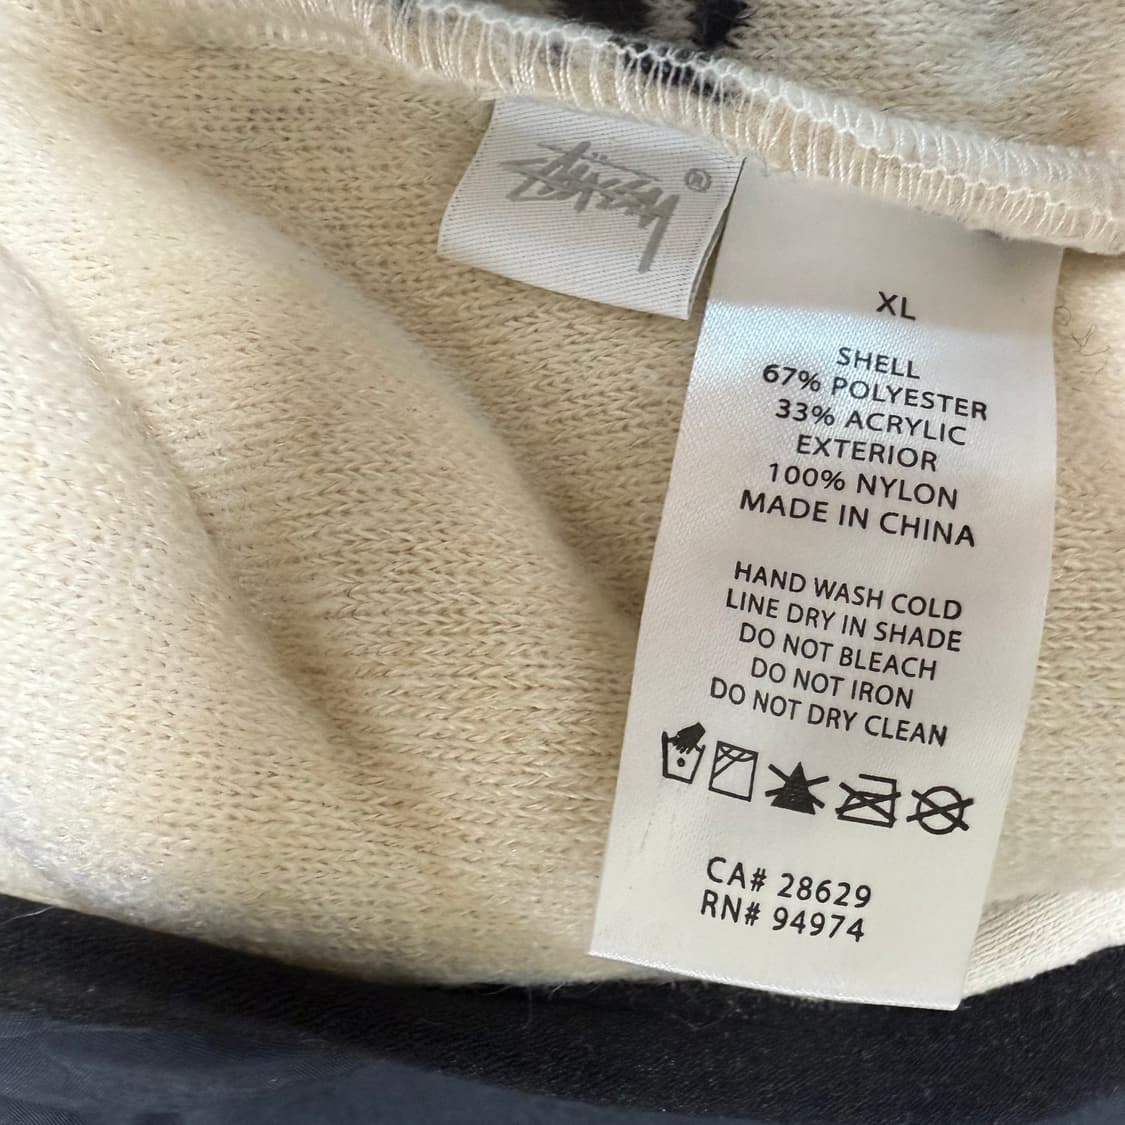 STÜSSY ®
XL
SHELL
67% POLYESTER
33% ACRYLIC
EXTERIOR
100% NYLON
MADE IN CHINA
HAND WASH COLD
LINE DRY IN SHADE
DO NOT BLEACH
DO NOT IRON
DO NOT DRY CLEAN
CA# 28629
RN# 94974